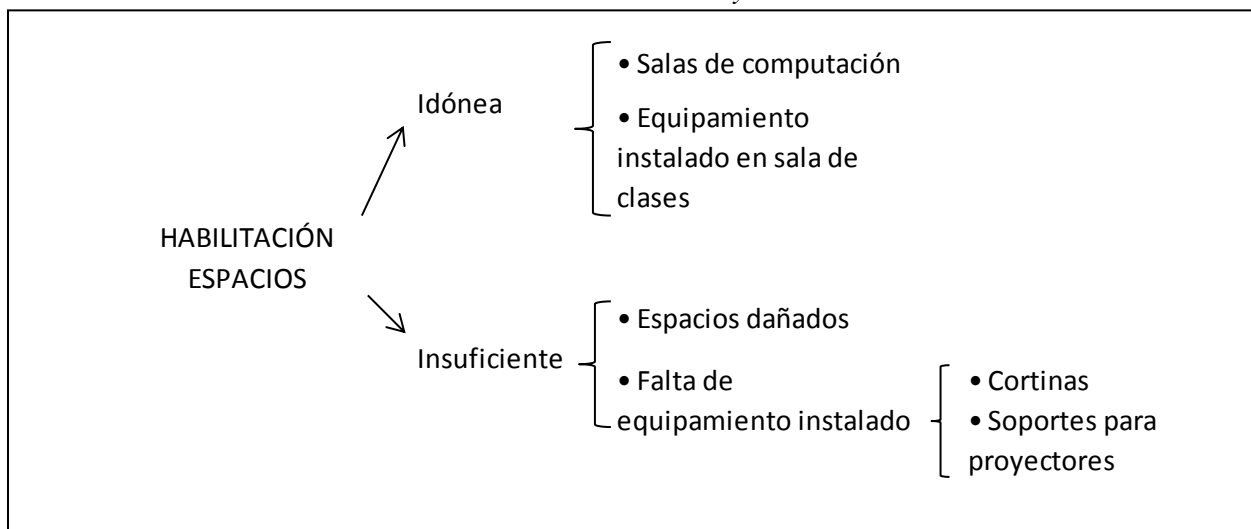 • Salas de computación
Idónea
• Equipamiento
instalado en sala de
clases
HABILITACIÓN
ESPACIOS
• Espacios dañados
Insuficiente
• Falta de
equipamiento instalado
• Cortinas
• Soportes para
proyectores